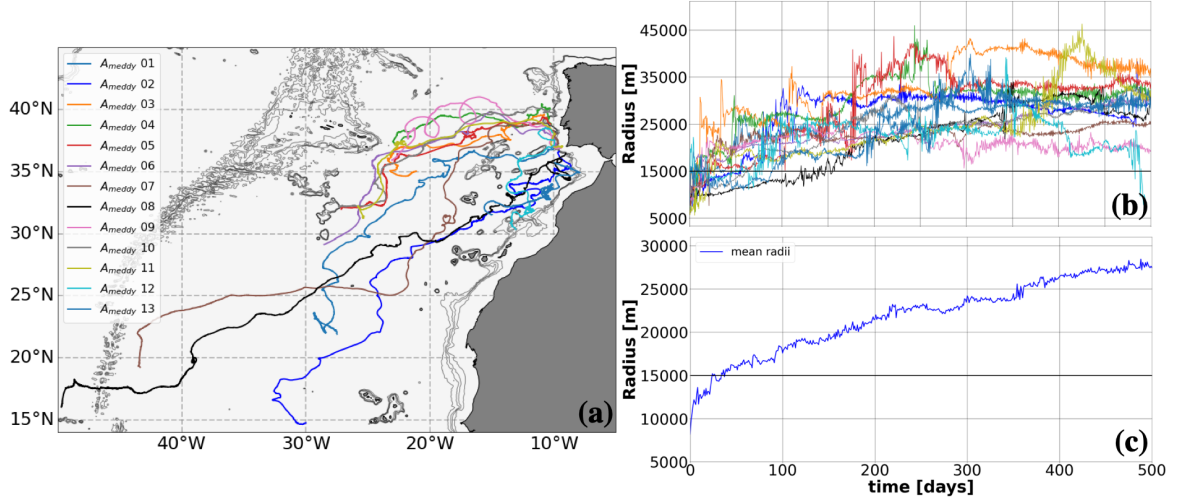 A_meddy 01
A_meddy 02
A_meddy 03
A_meddy 04
A_meddy 05
A_meddy 06
A_meddy 07
A_meddy 08
A_meddy 09
A_meddy 10
A_meddy 11
A_meddy 12
A_meddy 13
40°N
35°N
30°N
25°N
20°N
15°N
40°W
30°W
20°W
10°W
(a)
Radius [m]
45000
35000
25000
15000
5000
(b)
mean radii
Radius [m]
30000
25000
20000
15000
10000
5000
(c)
0
100
200
300
400
500
time [days]